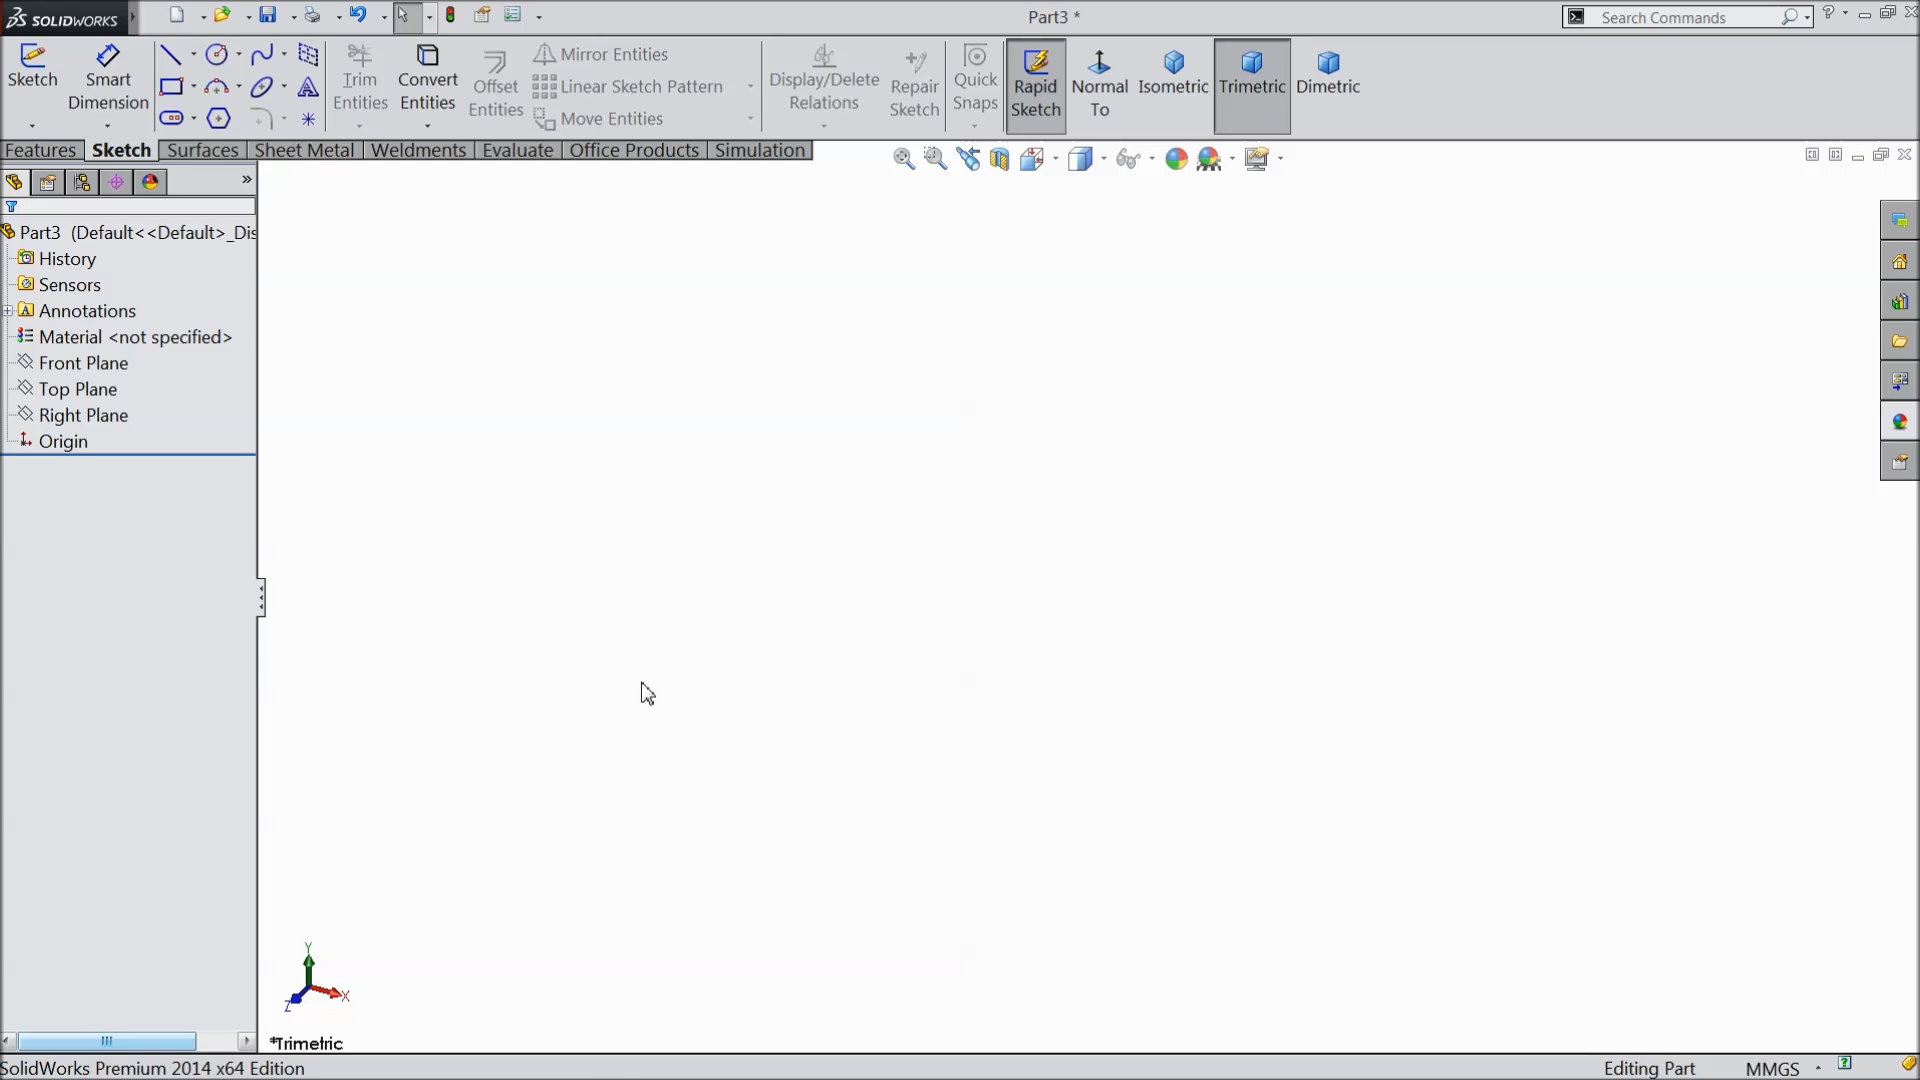 SOLIDWORKS
Part3 *
Search Commands
Sketch
Smart Dimension
Trim Entities
Convert Entities
Offset Entities
Mirror Entities
Linear Sketch Pattern
Move Entities
Display/Delete Relations
Repair Sketch
Quick Snaps
Rapid Sketch
Normal To
Isometric
Trimetric
Dimetric
Features
Sketch
Surfaces
Sheet Metal
Weldments
Evaluate
Office Products
Simulation
Part3 (Default<<Default>_Dis
History
Sensors
Annotations
Material <not specified>
Front Plane
Top Plane
Right Plane
Origin
Y
X
Z
*Trimetric
SolidWorks Premium 2014 x64 Edition
Editing Part
MMGS